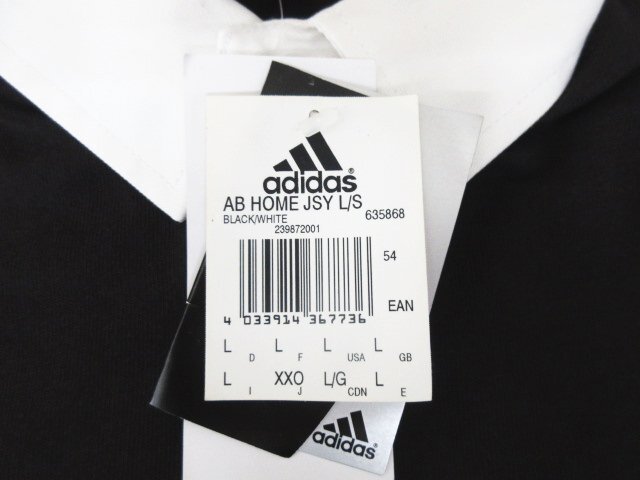 adidas
AB HOME JSY L/S
BLACK/WHITE 635868
239872001
54
EAN
4 033914 367736
L D L F L USA L GB
L I XXO J L/G CDN L E
adidas